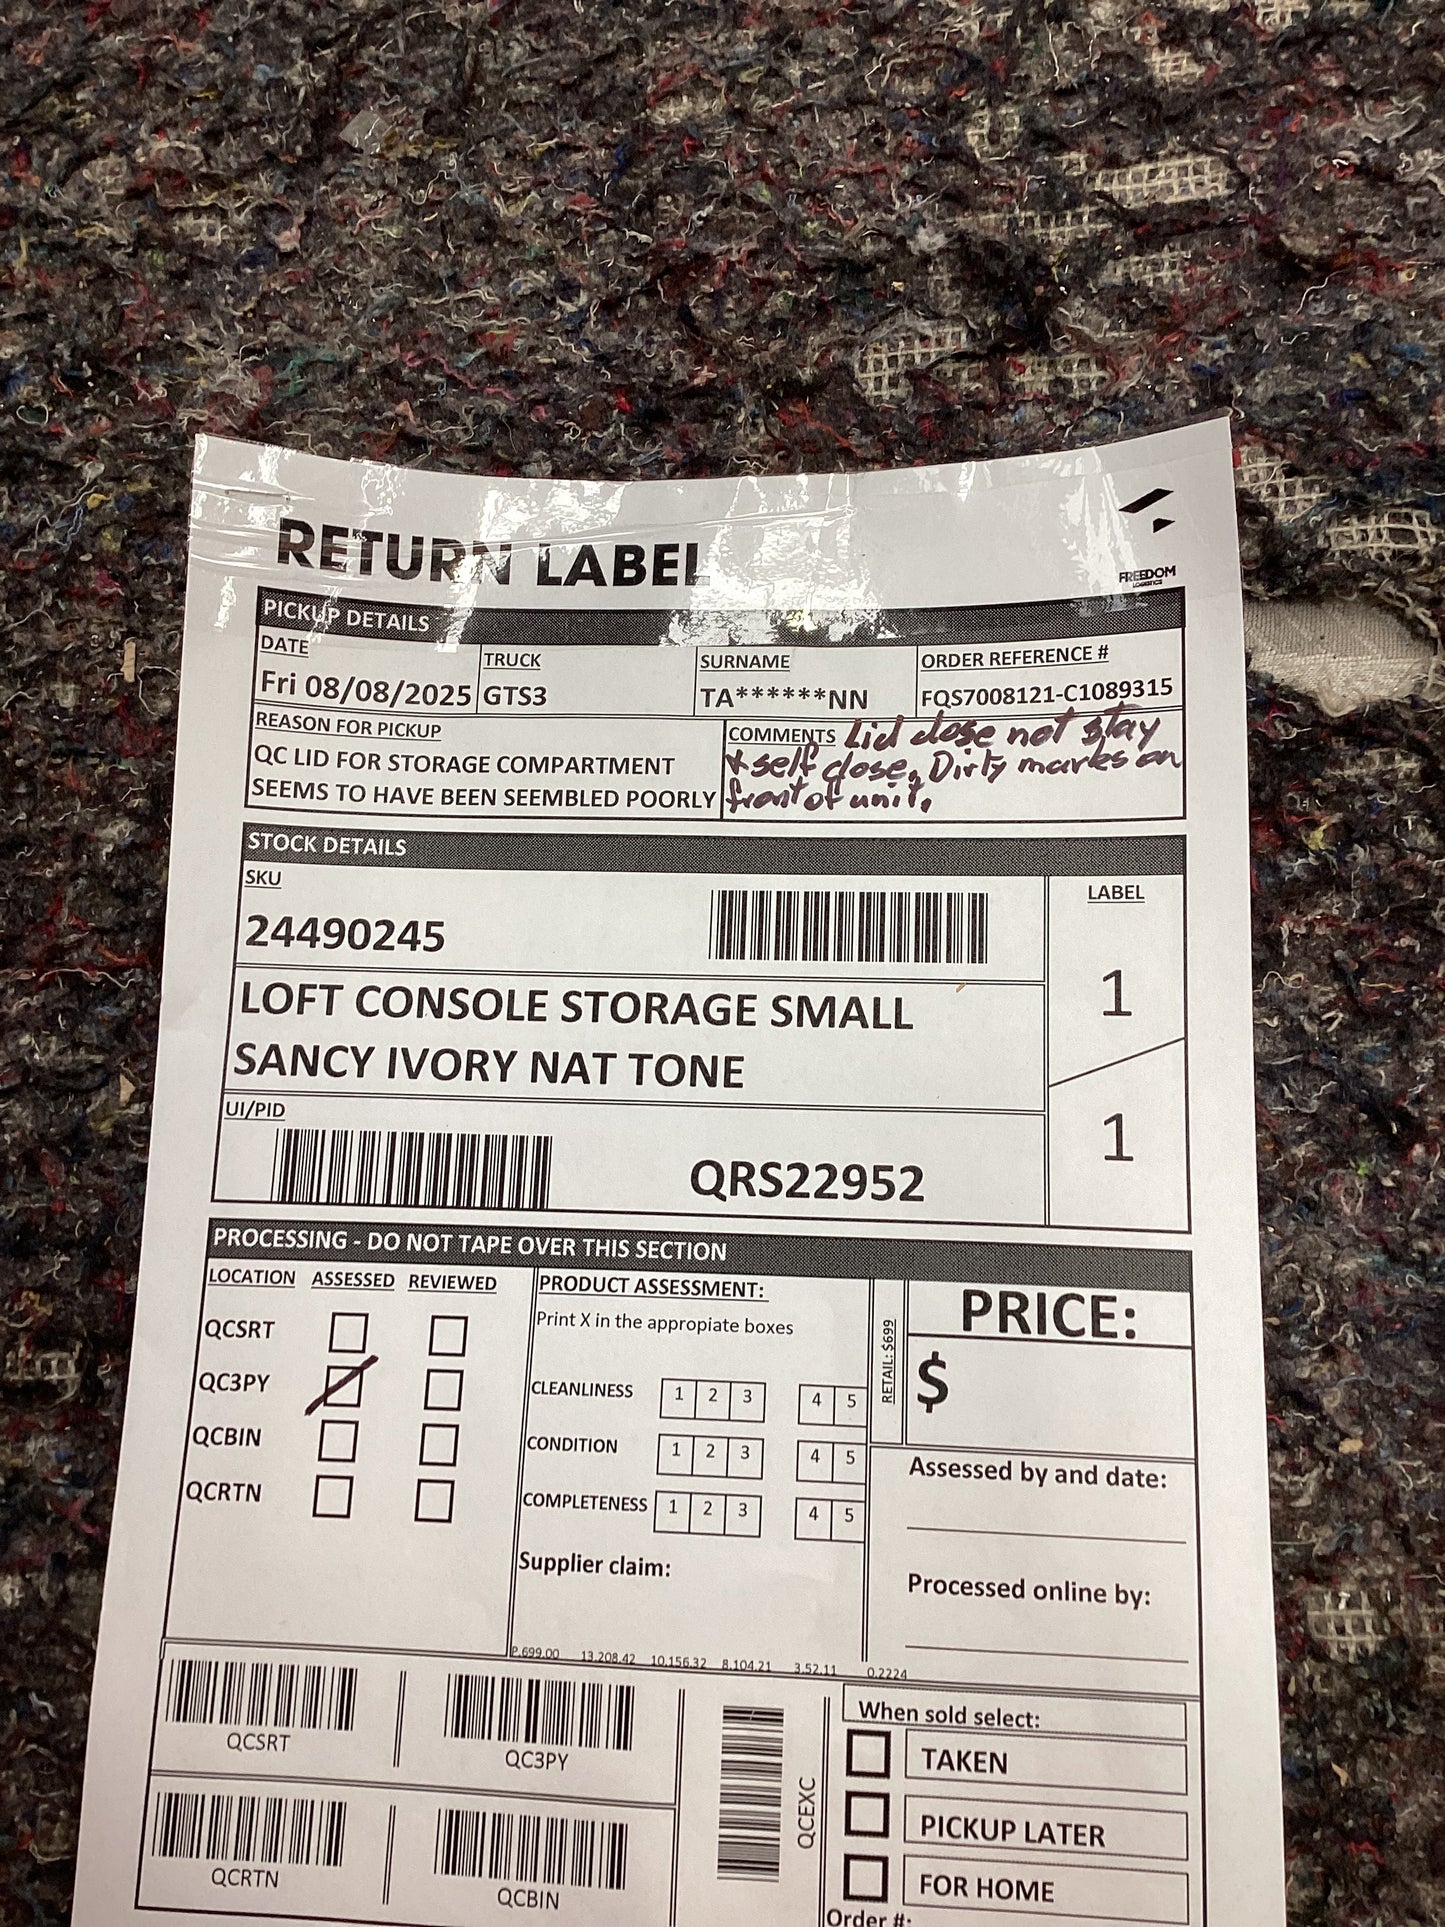 RETURN LABEL
FREEDOM
LOGISTICS
PICKUP DETAILS
DATE
Fri 08/08/2025
TRUCK
GTS3
SURNAME
TA******NN
ORDER REFERENCE #
FQS7008121-C1089315
REASON FOR PICKUP
QC LID FOR STORAGE COMPARTMENT
SEEMS TO HAVE BEEN SEEMBLED POORLY
COMMENTS Lid dose not stay
+ self close. Dirty marks on
front of unit.
STOCK DETAILS
SKU
24490245
LABEL
1
1
LOFT CONSOLE STORAGE SMALL
SANCY IVORY NAT TONE
UI/PID
QRS22952
PROCESSING - DO NOT TAPE OVER THIS SECTION
LOCATION ASSESSED REVIEWED
QCSRT
QC3PY
QCBIN
QCRTN
PRODUCT ASSESSMENT:
Print X in the appropiate boxes
CLEANLINESS 1 2 3 4 5
CONDITION 1 2 3 4 5
COMPLETENESS 1 2 3 4 5
Supplier claim:
RETAIL: $699
PRICE:
$
Assessed by and date:
Processed online by:
P.699.00 13.208.42 10.156.32 8.104.21 3.52.11 0.2224
QCSRT
QC3PY
QCRTN
QCBIN
QCEXC
When sold select:
TAKEN
PICKUP LATER
FOR HOME
Order #: